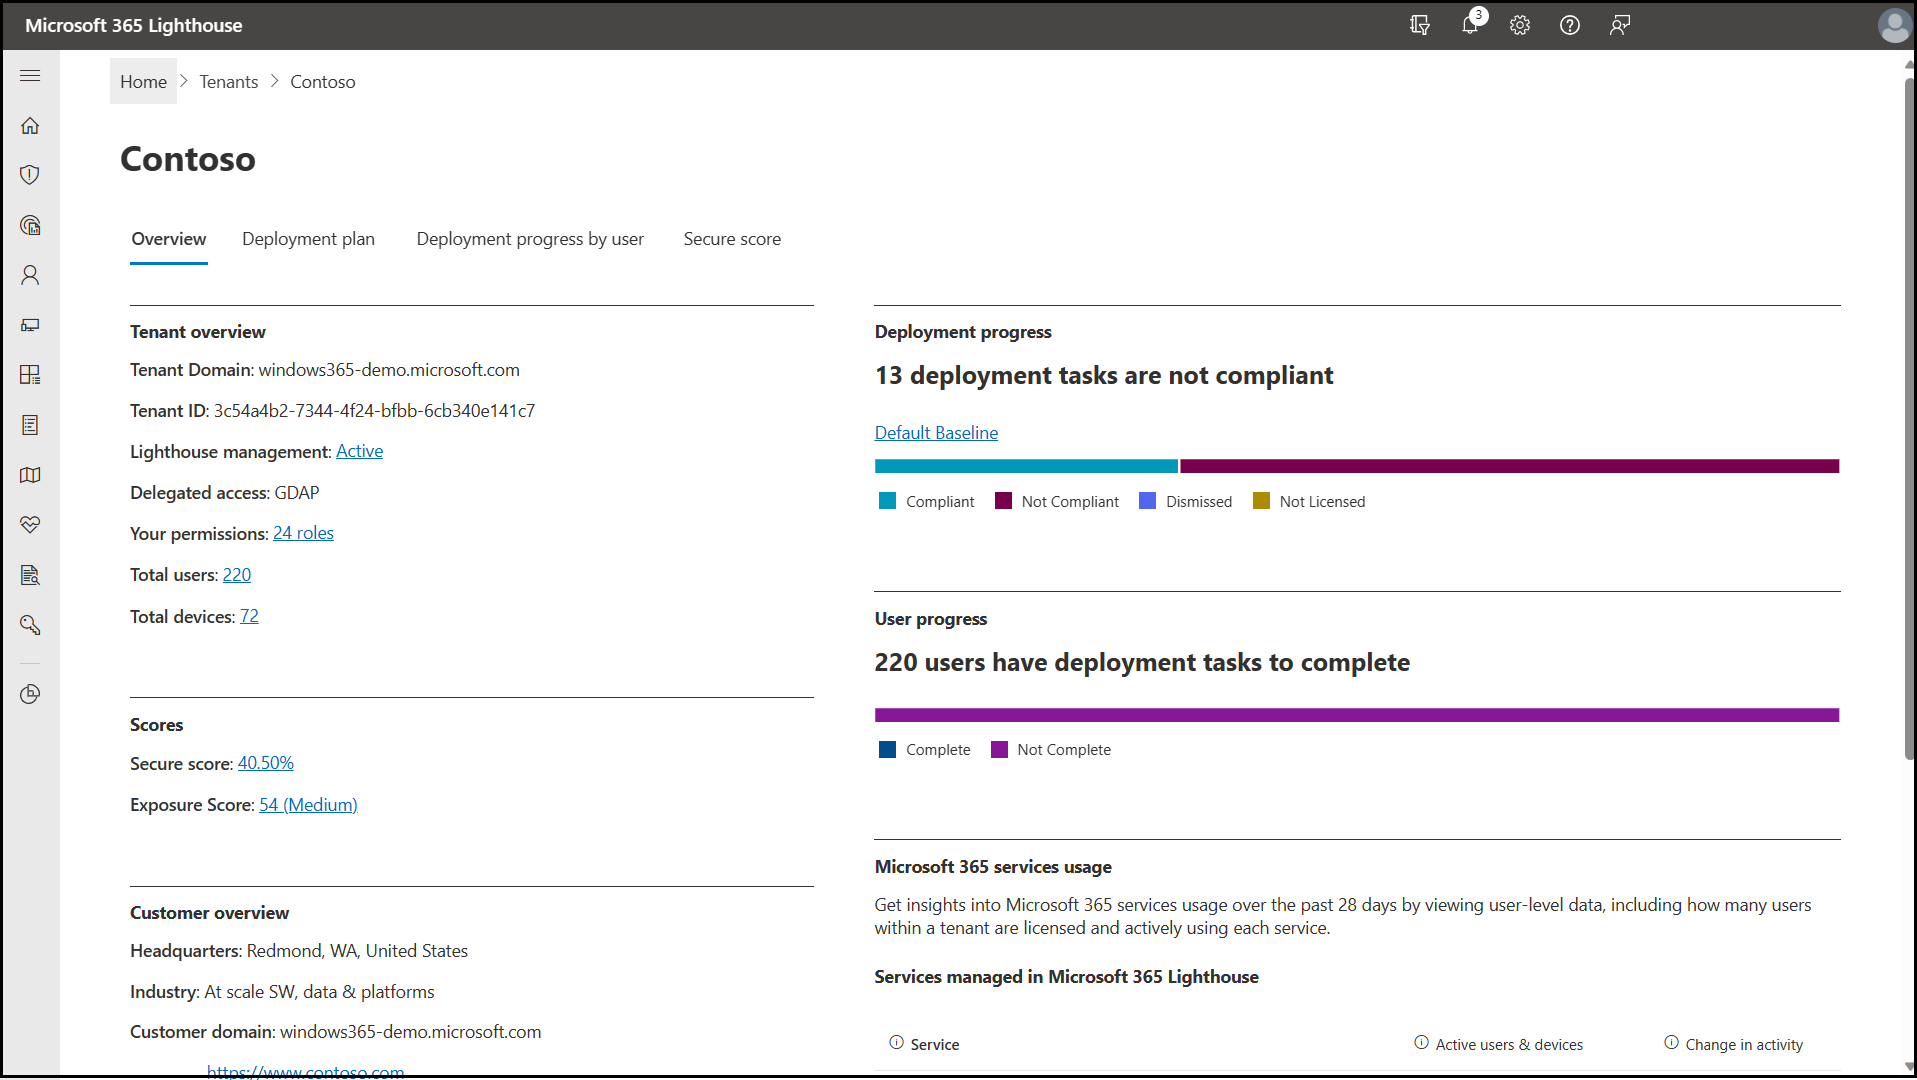 Microsoft 365 Lighthouse
3
Home > Tenants > Contoso
Contoso
Overview
Deployment plan
Deployment progress by user
Secure score
Tenant overview
Tenant Domain: windows365-demo.microsoft.com
Tenant ID: 3c54a4b2-7344-4f24-bfbb-6cb340e141c7
Lighthouse management: Active
Delegated access: GDAP
Your permissions: 24 roles
Total users: 220
Total devices: 72
Scores
Secure score: 40.50%
Exposure Score: 54 (Medium)
Customer overview
Headquarters: Redmond, WA, United States
Industry: At scale SW, data & platforms
Customer domain: windows365-demo.microsoft.com
https://www.contoso.com
Deployment progress
13 deployment tasks are not compliant
Default Baseline
Compliant
Not Compliant
Dismissed
Not Licensed
User progress
220 users have deployment tasks to complete
Complete
Not Complete
Microsoft 365 services usage
Get insights into Microsoft 365 services usage over the past 28 days by viewing user-level data, including how many users
within a tenant are licensed and actively using each service.
Services managed in Microsoft 365 Lighthouse
Service
Active users & devices
Change in activity